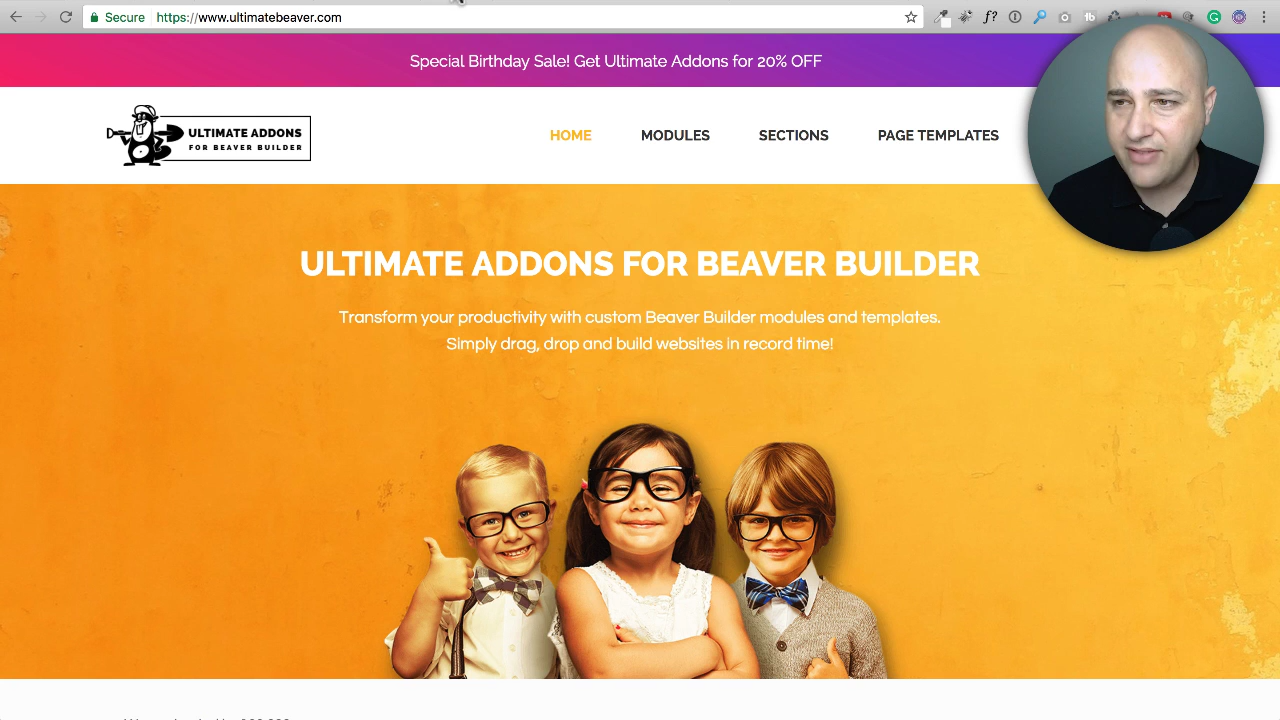 Secure https://www.ultimatebeaver.com
Special Birthday Sale! Get Ultimate Addons for 20% OFF
ULTIMATE ADDONS
FOR BEAVER BUILDER
HOME MODULES SECTIONS PAGE TEMPLATES
ULTIMATE ADDONS FOR BEAVER BUILDER
Transform your productivity with custom Beaver Builder modules and templates.
Simply drag, drop and build websites in record time!